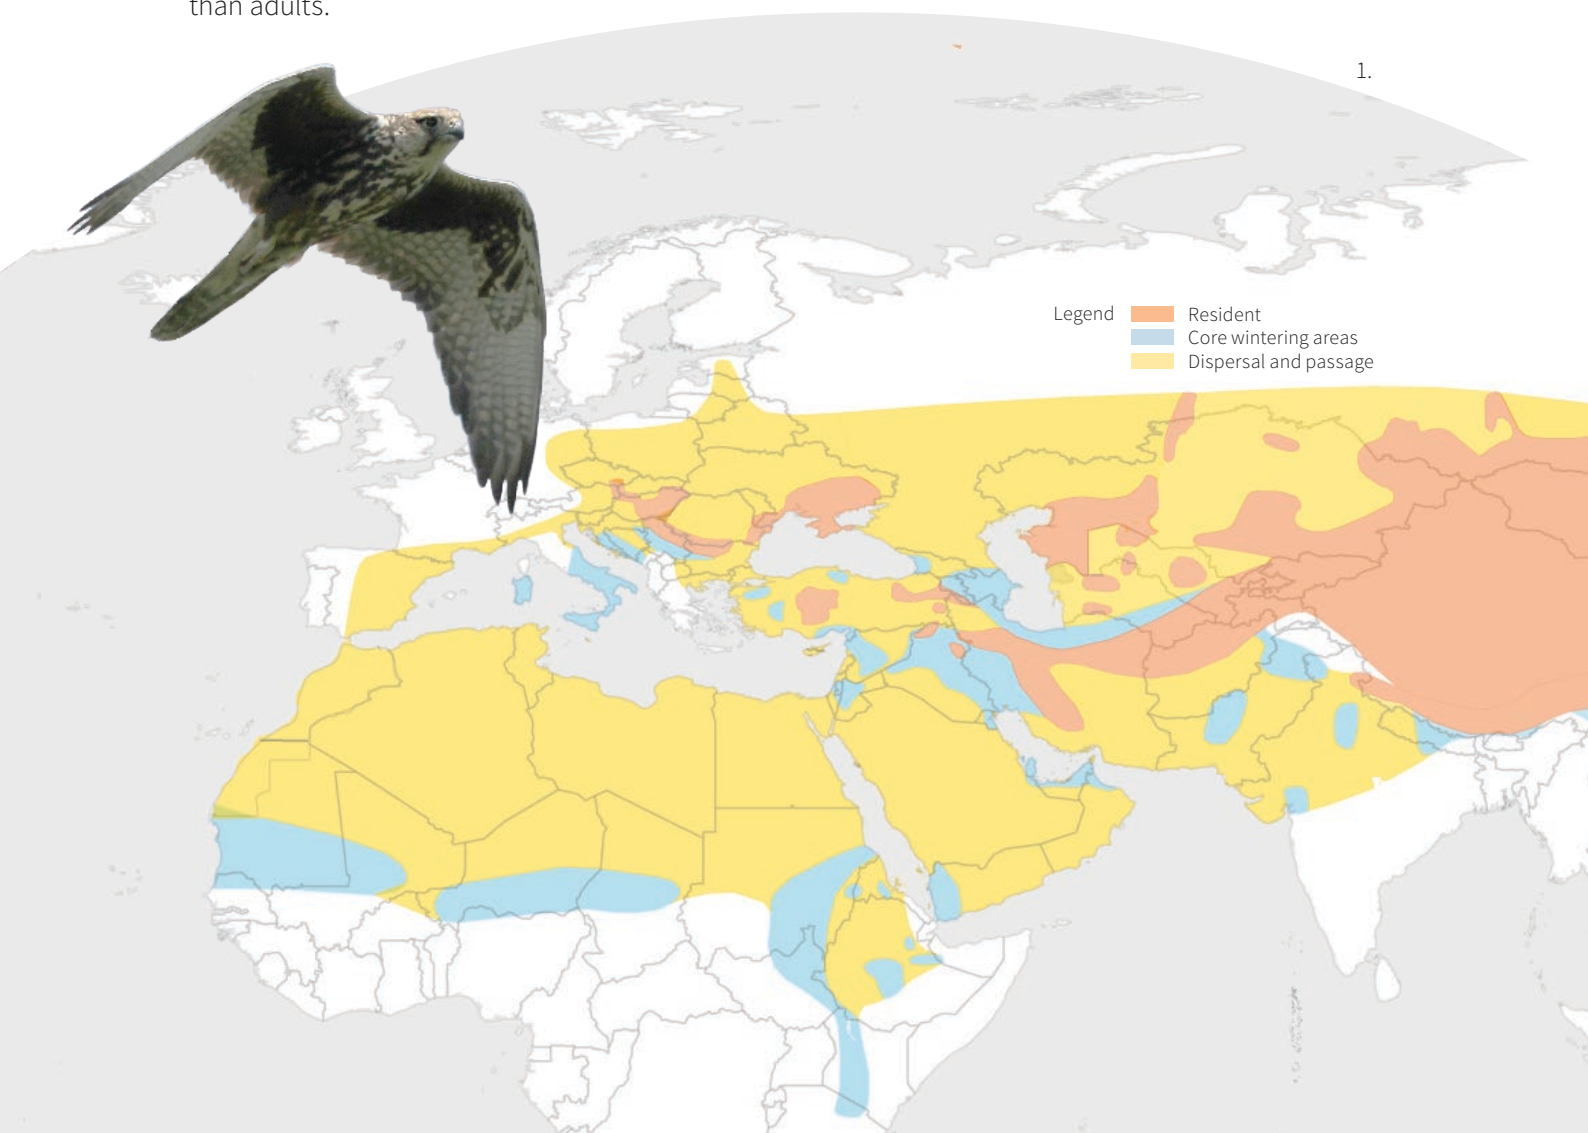 than adults.
1.
Legend
Resident
Core wintering areas
Dispersal and passage